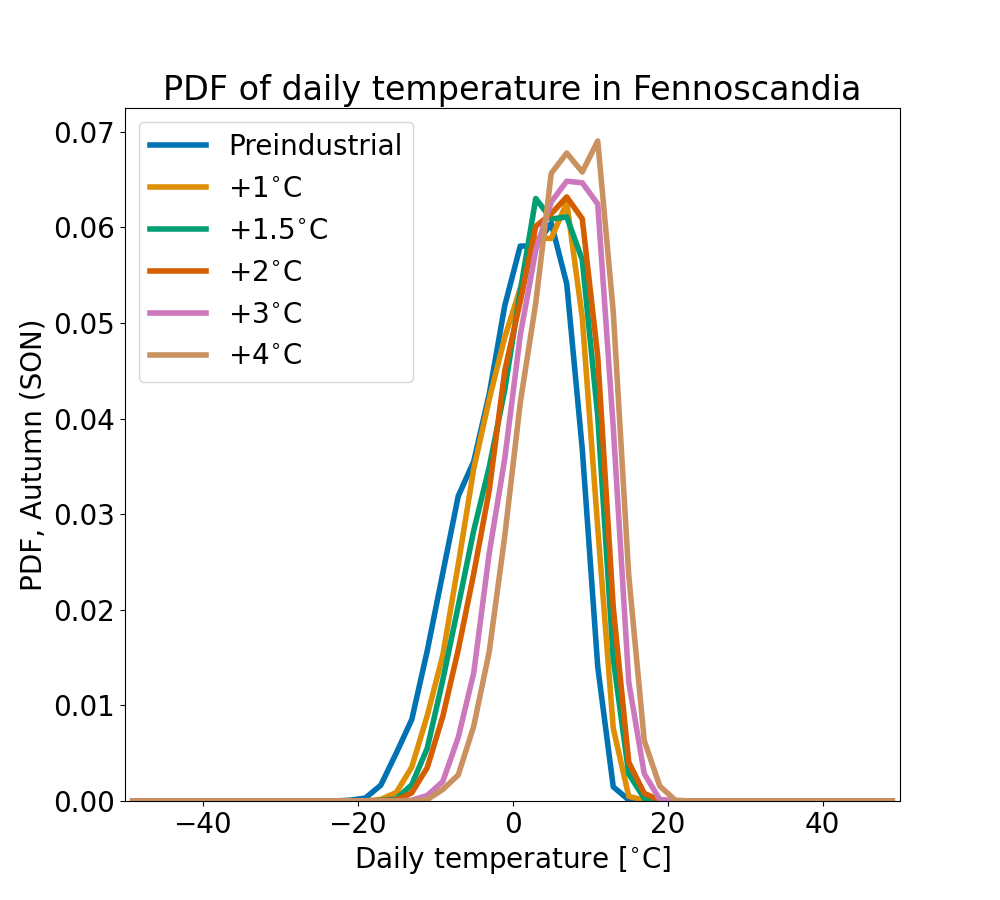 PDF of daily temperature in Fennoscandia
Preindustrial
+1°C
+1.5°C
+2°C
+3°C
+4°C
PDF, Autumn (SON)
0.07
0.06
0.05
0.04
0.03
0.02
0.01
0.00
−40
−20
0
20
40
Daily temperature [°C]